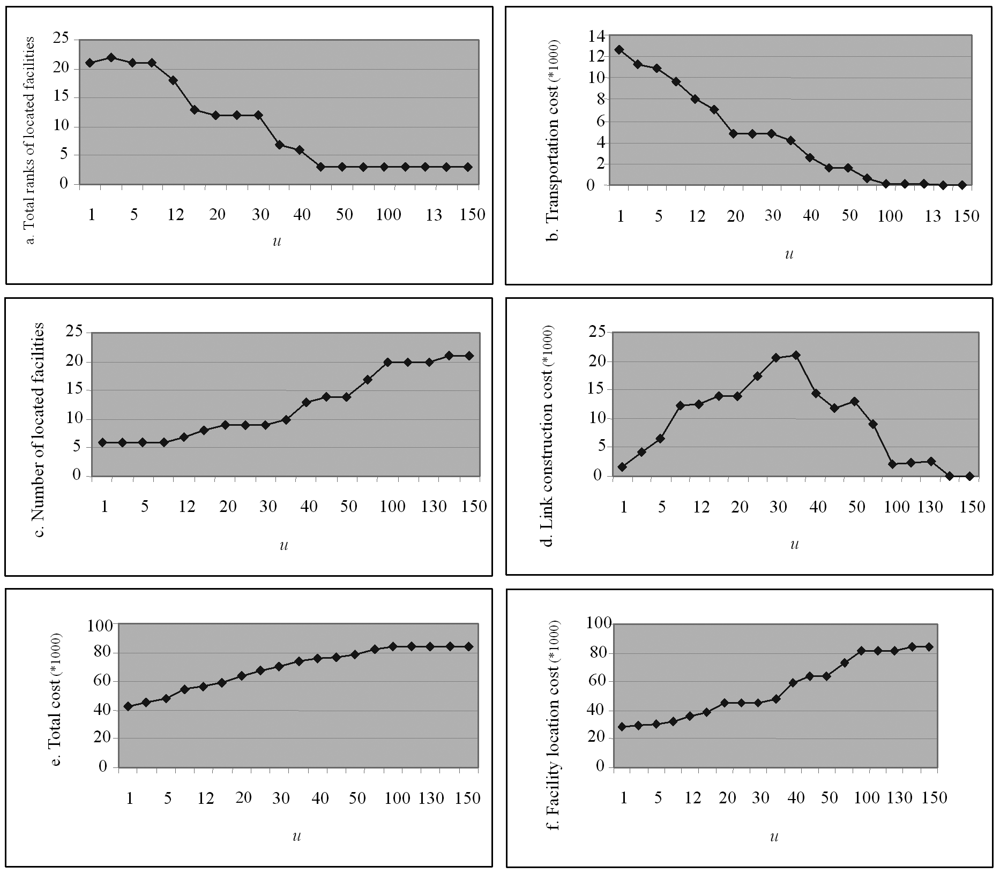 a. Total ranks of located facilities
25
20
15
10
5
0
1 5 12 20 30 40 50 100 13 150
u
b. Transportation cost (*1000)
14
12
10
8
6
4
2
0
1 5 12 20 30 40 50 100 13 150
u
c. Number of located facilities
25
20
15
10
5
0
1 5 12 20 30 40 50 100 130 150
u
d. Link construction cost (*1000)
25
20
15
10
5
0
1 5 12 20 30 40 50 100 130 150
u
e. Total cost (*1000)
100
80
60
40
20
0
1 5 12 20 30 40 50 100 130 150
u
f. Facility location cost (*1000)
100
80
60
40
20
0
1 5 12 20 30 40 50 100 130 150
u